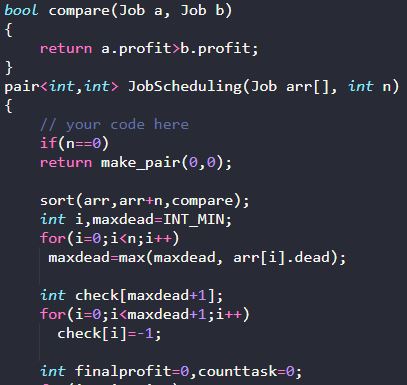 bool compare(Job a, Job b)
{
    return a.profit>b.profit;
}
pair<int,int> JobScheduling(Job arr[], int n)
{
    // your code here
    if(n==0)
    return make_pair(0,0);

    sort(arr,arr+n,compare);
    int i,maxdead=INT_MIN;
    for(i=0;i<n;i++)
     maxdead=max(maxdead, arr[i].dead);

    int check[maxdead+1];
    for(i=0;i<maxdead+1;i++)
      check[i]=-1;

    int finalprofit=0,counttask=0;